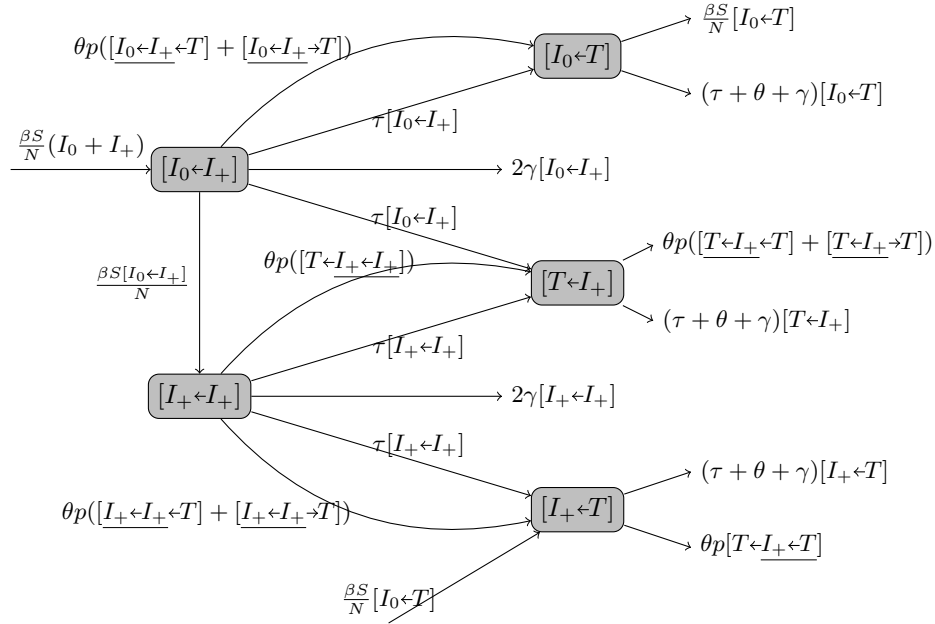 βS/N [I₀←T]
θp([I₀←I₊←T] + [I₀←I₊→T])
[I₀←T]
(τ + θ + γ)[I₀←T]
τ[I₀←I₊]
βS/N (I₀ + I₊)
[I₀←I₊]
2γ[I₀←I₊]
τ[I₀←I₊]
θp([T←I₊←T] + [T←I₊→T])
θp([T←I₊←I₊])
βS[I₀←I₊]/N
[T←I₊]
(τ + θ + γ)[T←I₊]
τ[I₊←I₊]
[I₊←I₊]
2γ[I₊←I₊]
τ[I₊←I₊]
(τ + θ + γ)[I₊←T]
θp([I₊←I₊←T] + [I₊←I₊→T])
[I₊←T]
θp[T←I₊←T]
βS/N [I₀←T]